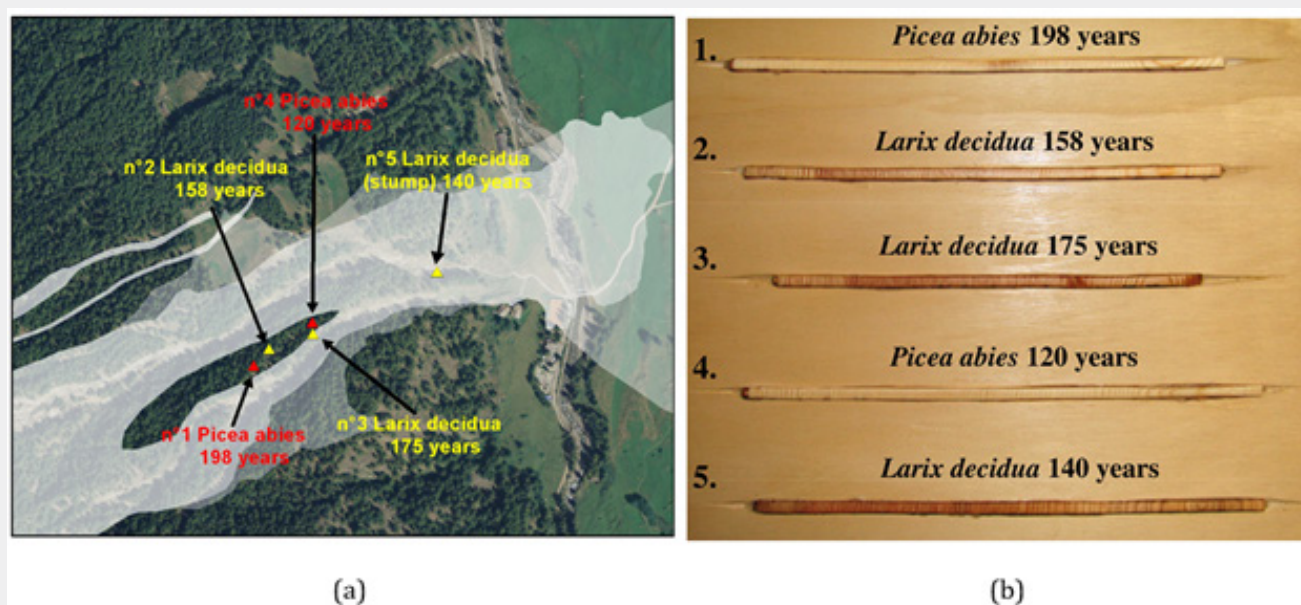 n°4 Picea abies
120 years
n°2 Larix decidua
158 years
n°5 Larix decidua
(stump) 140 years
n°1 Picea abies
198 years
n°3 Larix decidua
175 years
(a)
1.
Picea abies 198 years
2.
Larix decidua 158 years
3.
Larix decidua 175 years
4.
Picea abies 120 years
5.
Larix decidua 140 years
(b)